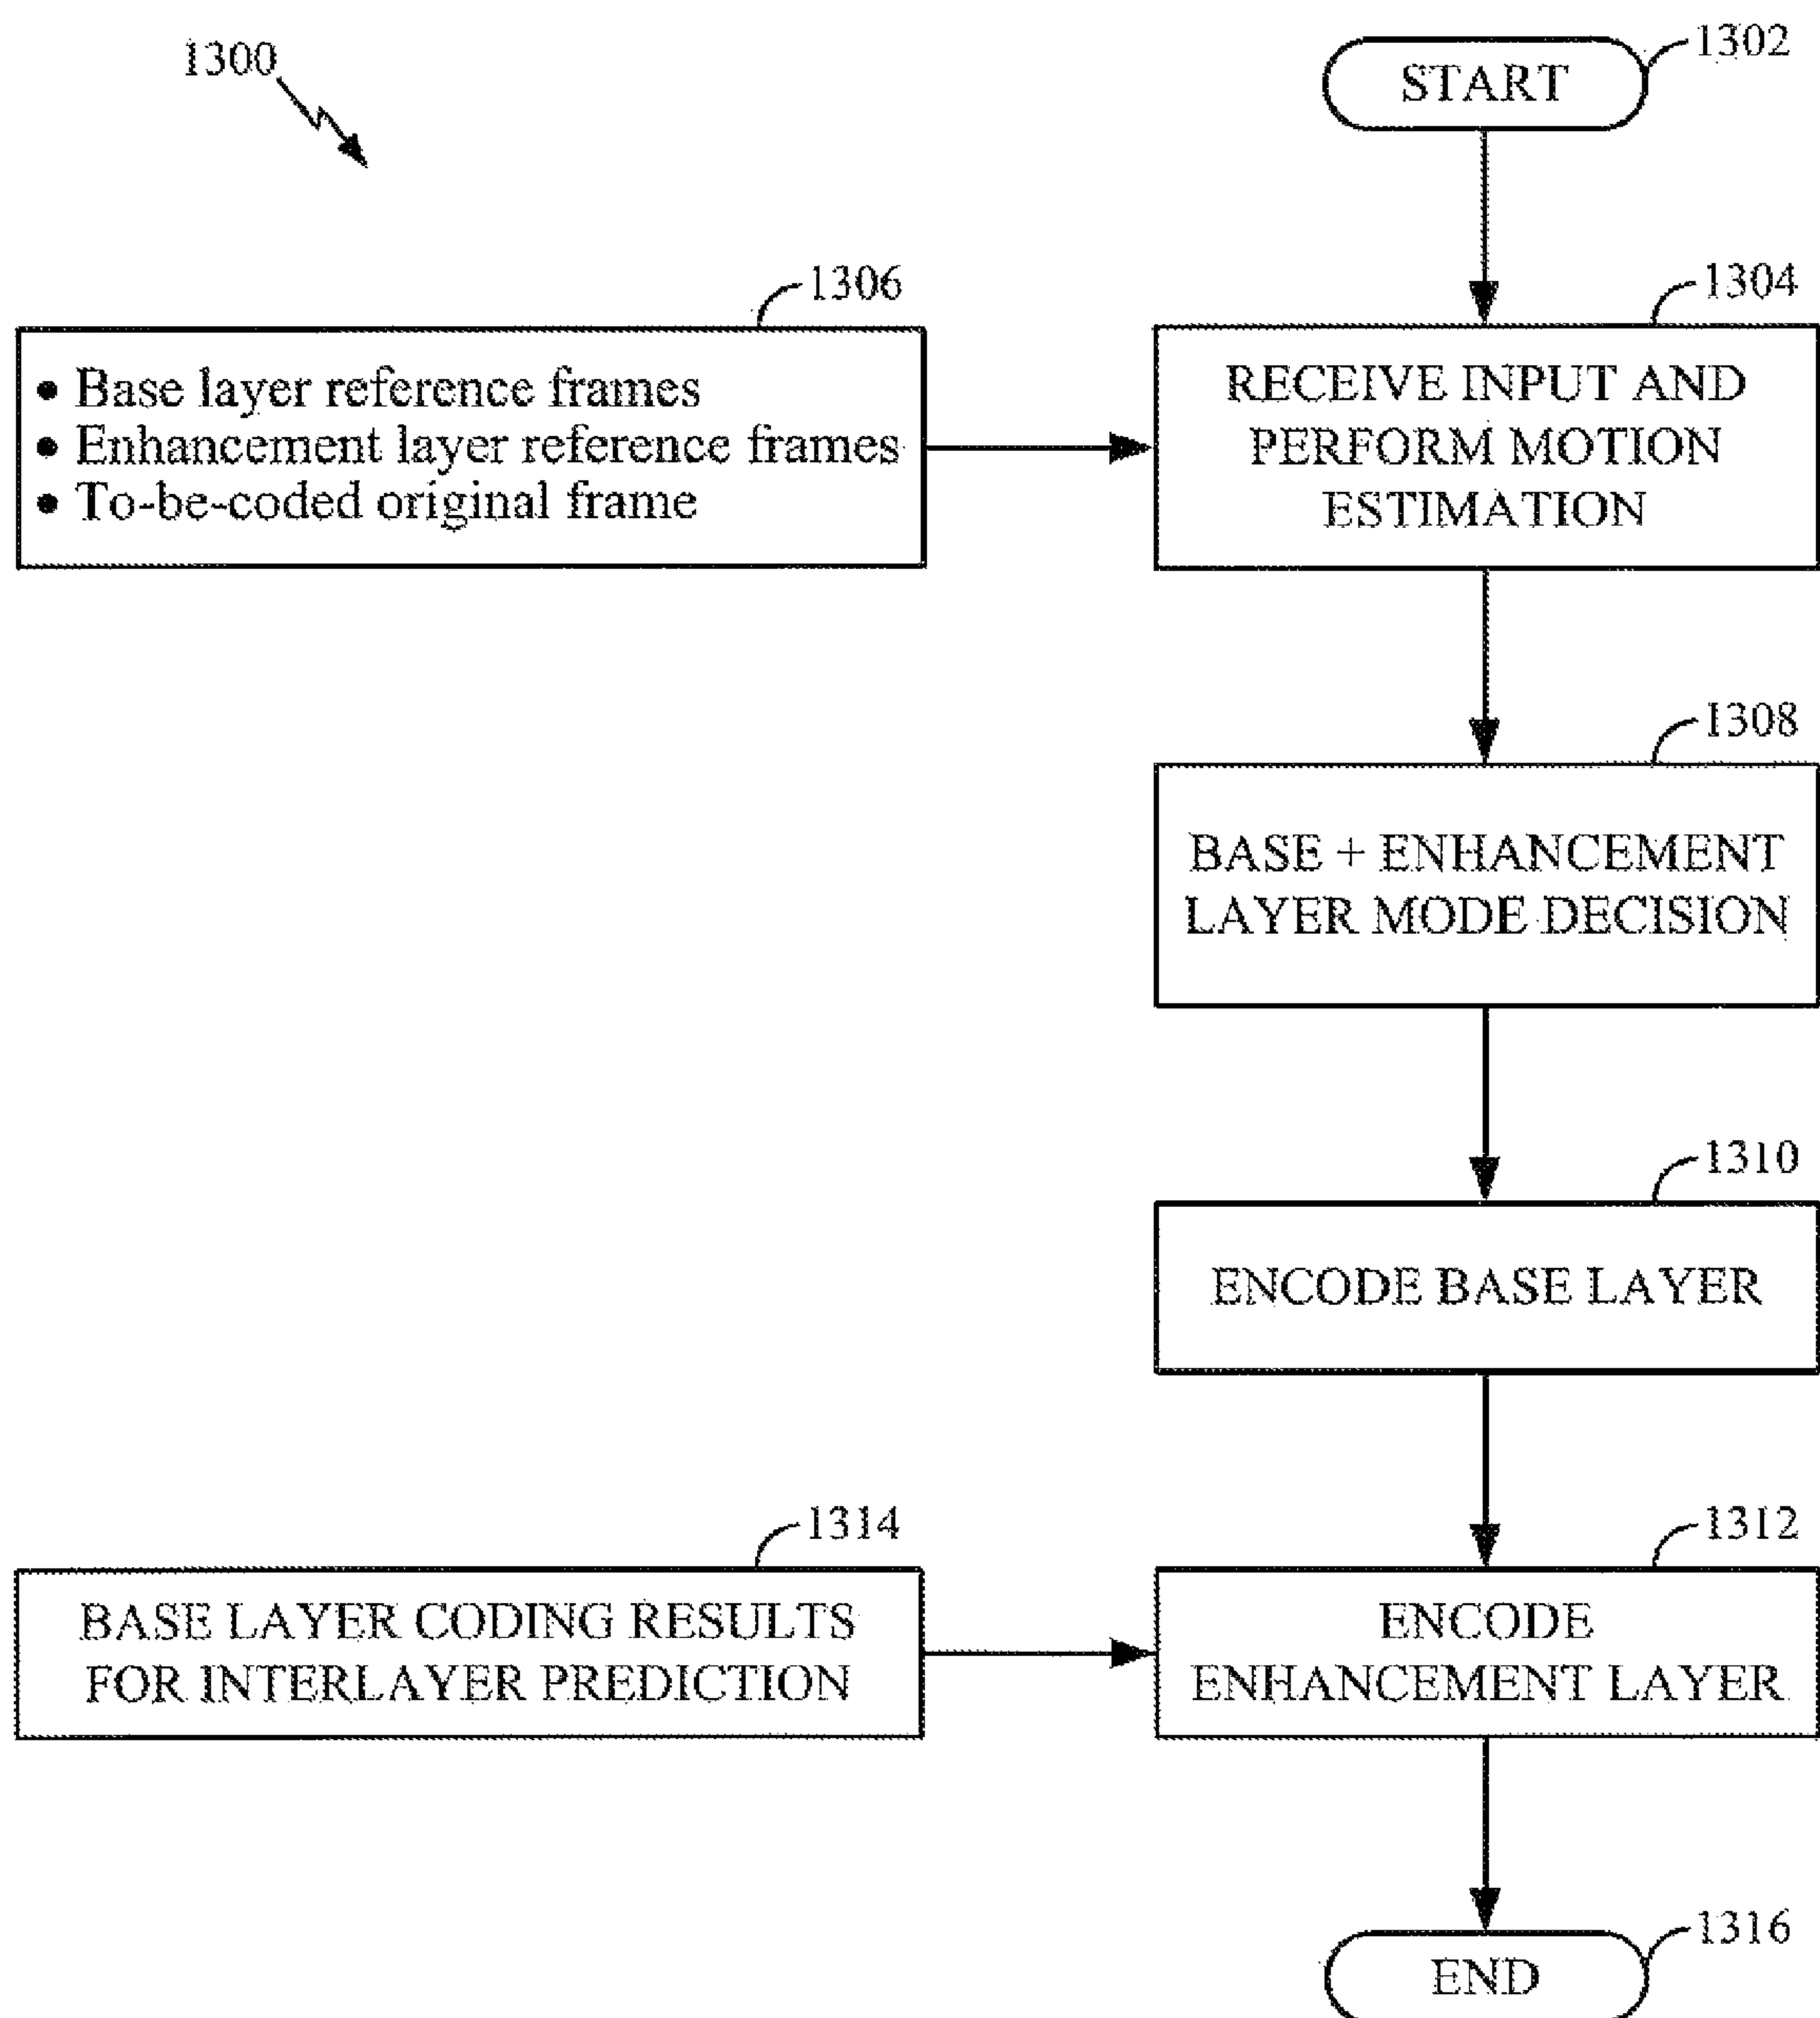 1300
1302
START
1306
1304
• Base layer reference frames
• Enhancement layer reference frames
• To-be-coded original frame
RECEIVE INPUT AND
PERFORM MOTION
ESTIMATION
1308
BASE + ENHANCEMENT
LAYER MODE DECISION
1310
ENCODE BASE LAYER
1314
1312
BASE LAYER CODING RESULTS
FOR INTERLAYER PREDICTION
ENCODE
ENHANCEMENT LAYER
1316
END